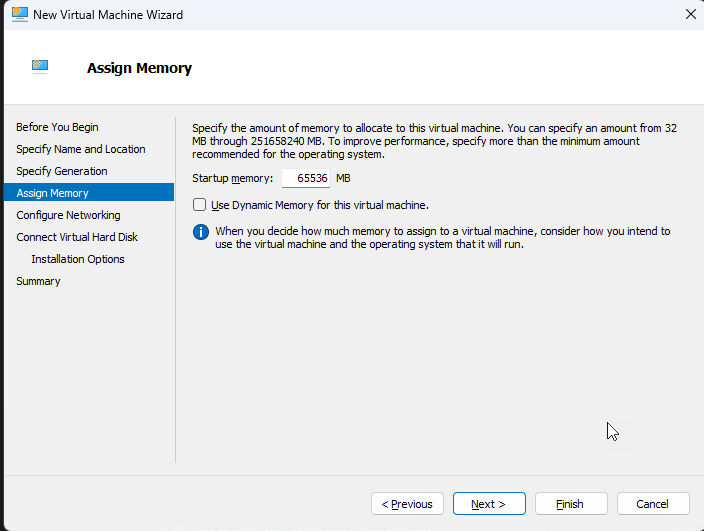 New Virtual Machine Wizard
Assign Memory
Before You Begin
Specify Name and Location
Specify Generation
Assign Memory
Configure Networking
Connect Virtual Hard Disk
Installation Options
Summary
Specify the amount of memory to allocate to this virtual machine. You can specify an amount from 32
MB through 251658240 MB. To improve performance, specify more than the minimum amount
recommended for the operating system.
Startup memory: 65536 MB
Use Dynamic Memory for this virtual machine.
When you decide how much memory to assign to a virtual machine, consider how you intend to
use the virtual machine and the operating system that it will run.
< Previous Next > Finish Cancel